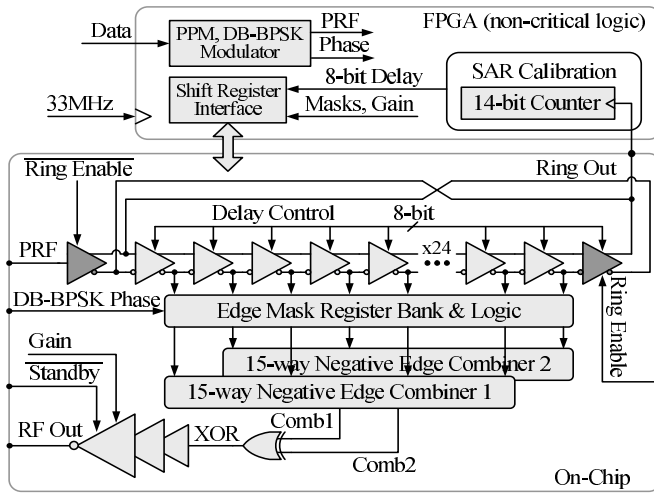 FPGA (non-critical logic)
Data
PPM, DB-BPSK
Modulator
PRF
Phase
8-bit Delay
SAR Calibration
14-bit Counter
33MHz
Shift Register
Interface
Masks, Gain
Ring Enable
Ring Out
Delay Control
8-bit
PRF
x24
DB-BPSK Phase
Edge Mask Register Bank & Logic
Ring Enable
Gain
15-way Negative Edge Combiner 2
Standby
15-way Negative Edge Combiner 1
RF Out
XOR
Comb1
Comb2
On-Chip